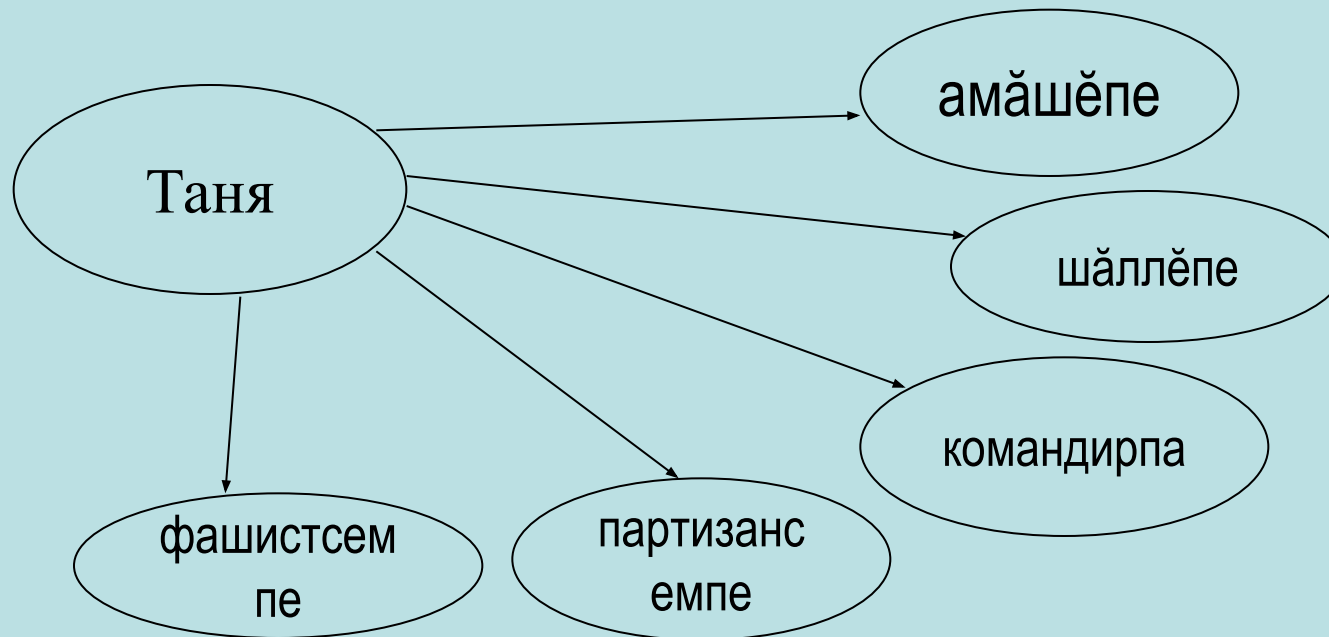 амӑшӗпе
Таня
шӑллӗпе
командирпа
партизанс
емпе
фашистсем
пе